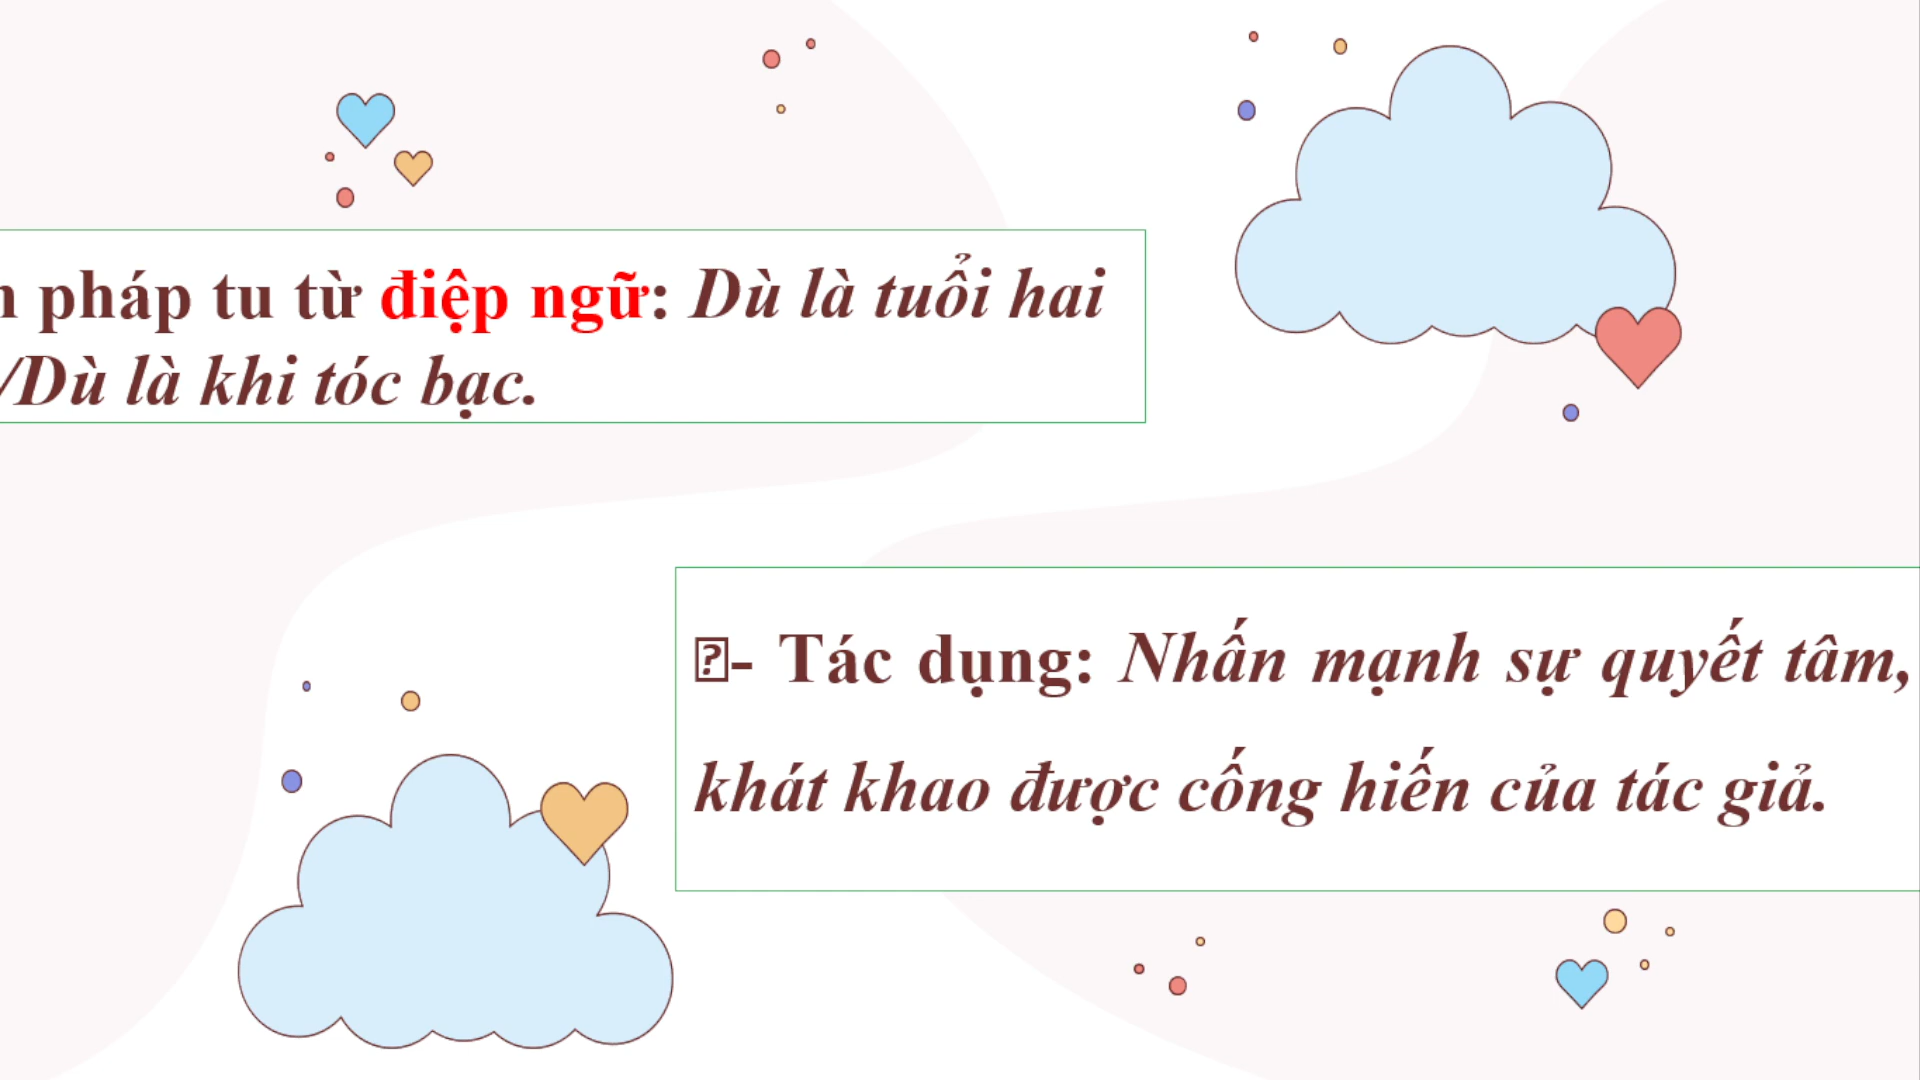 pháp tu từ điệp ngữ: Dù là tuổi hai
/Dù là khi tóc bạc.
- Tác dụng: Nhấn mạnh sự quyết tâm,
khát khao được cống hiến của tác giả.